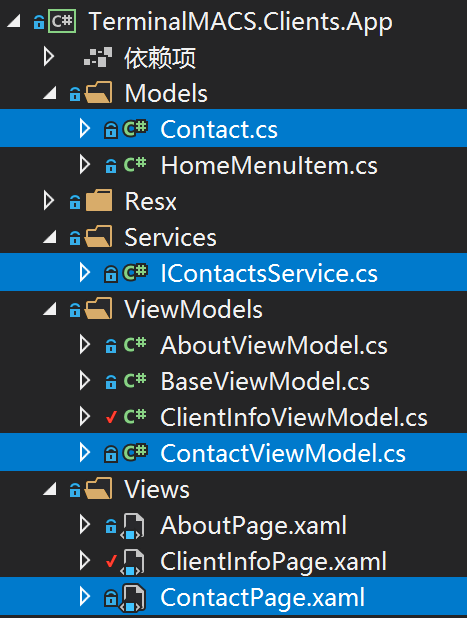 C# TerminalMACS.Clients.App
依赖项
Models
C# Contact.cs
C# HomeMenuItem.cs
Resx
Services
C# IContactsService.cs
ViewModels
C# AboutViewModel.cs
C# BaseViewModel.cs
C# ClientInfoViewModel.cs
C# ContactViewModel.cs
Views
AboutPage.xaml
ClientInfoPage.xaml
ContactPage.xaml